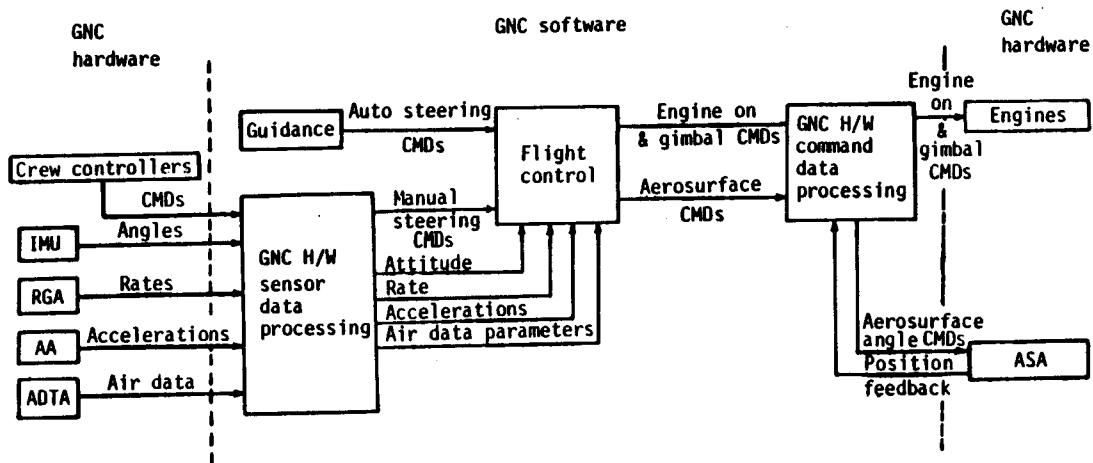 GNC
hardware
GNC software
GNC
hardware
Guidance
Auto steering
CMDs
Flight
control
Engine on
& gimbal CMDs
GNC H/W
command
data
processing
Engine
on
&
gimbal
CMDs
Engines
Crew controllers
CMDs
Manual
steering
CMDs
Aerosurface
CMDs
IMU
Angles
GNC H/W
sensor
data
processing
Attitude
RGA
Rates
Rate
Accelerations
Air data parameters
AA
Accelerations
Aerosurface
angle CMDs
Position
feedback
ASA
ADTA
Air data